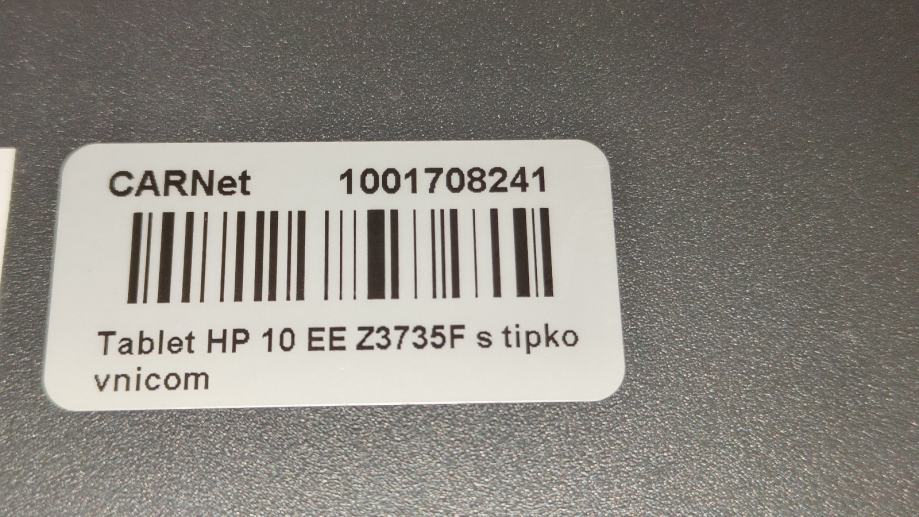 CARNet 1001708241
Tablet HP 10 EE Z3735F s tipko
vnicom